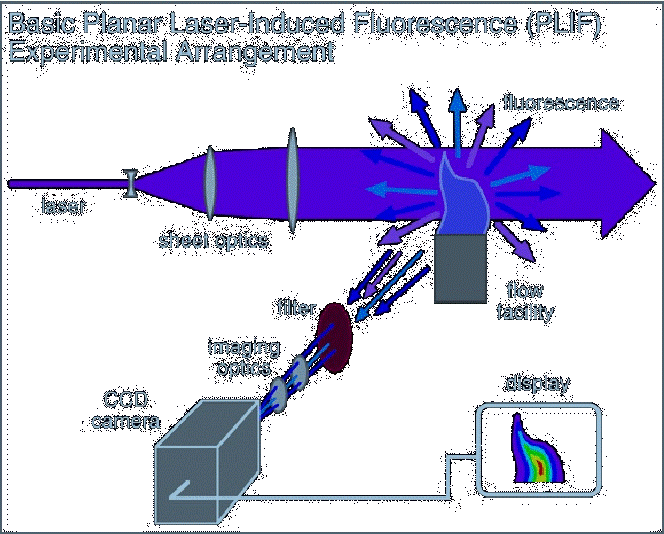 Basic Planar Laser-Induced Fluorescence (PLIF)
Experimental Arrangement
fluorescence
laser
sheet optics
flow
facility
filter
imaging
optics
CCD
camera
display